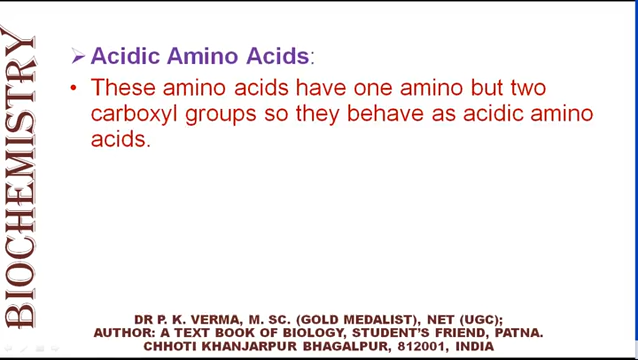 BIOCHEMISTRY
Acidic Amino Acids:
These amino acids have one amino but two
carboxyl groups so they behave as acidic amino
acids.
DR P. K. VERMA, M. SC. (GOLD MEDALIST), NET (UGC);
AUTHOR: A TEXT BOOK OF BIOLOGY, STUDENT'S FRIEND, PATNA.
CHHOTI KHANJARPUR BHAGALPUR, 812001, INDIA